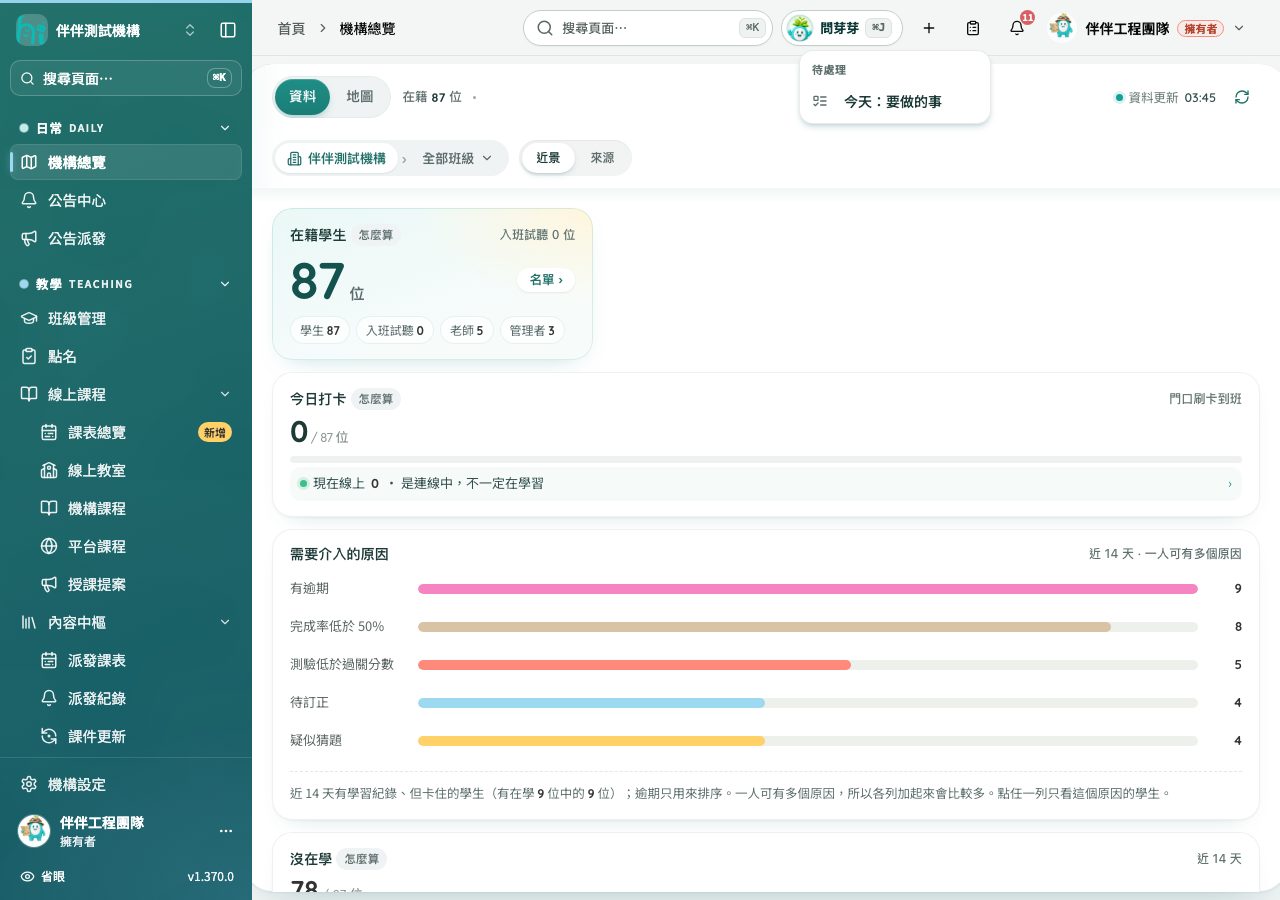 伴伴測試機構
搜尋頁面… ⌘K
日常 DAILY
機構總覽
公告中心
公告派發
教學 TEACHING
班級管理
點名
線上課程
課表總覽 新增
線上教室
機構課程
平台課程
授課提案
內容中樞
派發課表
派發紀錄
課件更新
機構設定
伴伴工程團隊
擁有者
省眼 v1.370.0
首頁 › 機構總覽
搜尋頁面… ⌘K
問芽芽 ⌘J
11
伴伴工程團隊 擁有者
待處理
今天：要做的事
資料 地圖 在籍 87 位 ·
資料更新 03:45
伴伴測試機構 › 全部班級
近景 來源
在籍學生 怎麼算 入班試聽 0 位
87 位
名單 ›
學生 87 入班試聽 0 老師 5 管理者 3
今日打卡 怎麼算 門口刷卡到班
0 / 87 位
現在線上 0 · 是連線中，不一定在學習 ›
需要介入的原因 近 14 天 · 一人可有多個原因
有逾期 9
完成率低於 50% 8
測驗低於過關分數 5
待訂正 4
疑似猜題 4
近 14 天有學習紀錄、但卡住的學生（有在學 9 位中的 9 位）；逾期只用來排序。一人可有多個原因，所以各列加起來會比較多。點任一列只看這個原因的學生。
沒在學 怎麼算 近 14 天
78 / 87 位